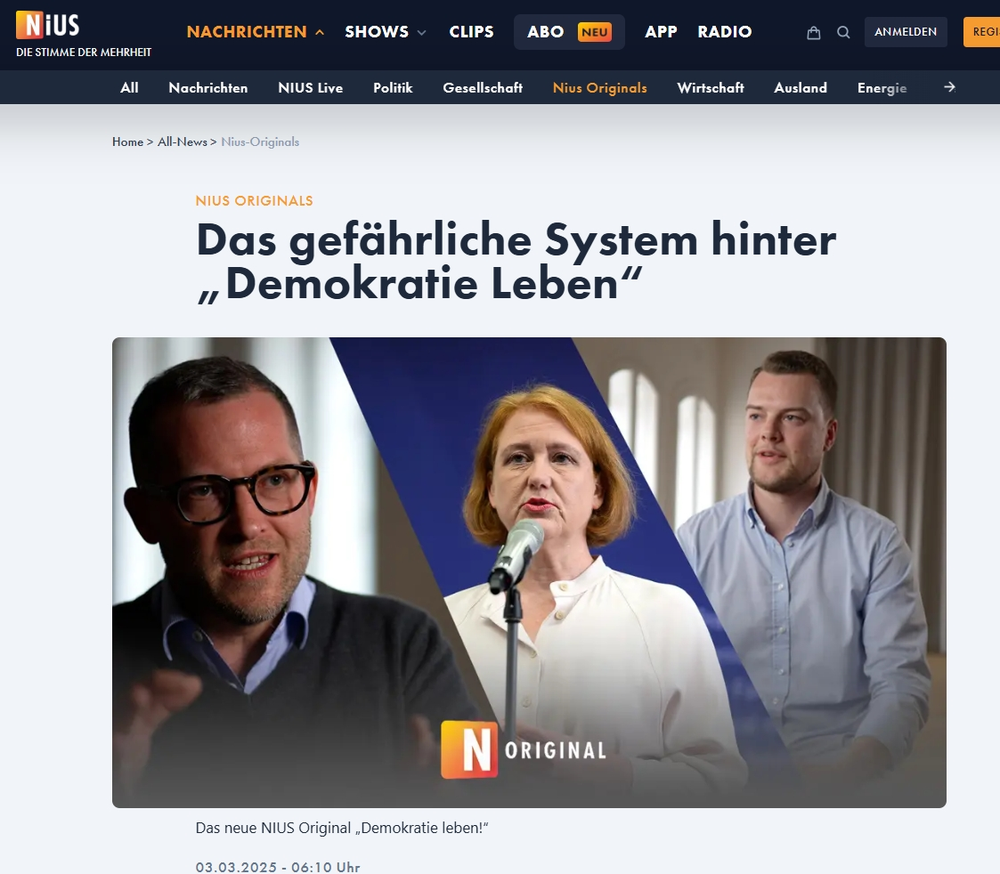 NiUS
DIE STIMME DER MEHRHEIT
NACHRICHTEN SHOWS CLIPS ABO NEU APP RADIO ANMELDEN
All Nachrichten NIUS Live Politik Gesellschaft Nius Originals Wirtschaft Ausland Energie
Home > All-News > Nius-Originals
NIUS ORIGINALS
Das gefährliche System hinter
„Demokratie Leben“
N ORIGINAL
Das neue NIUS Original „Demokratie leben!“
03.03.2025 - 06:10 Uhr